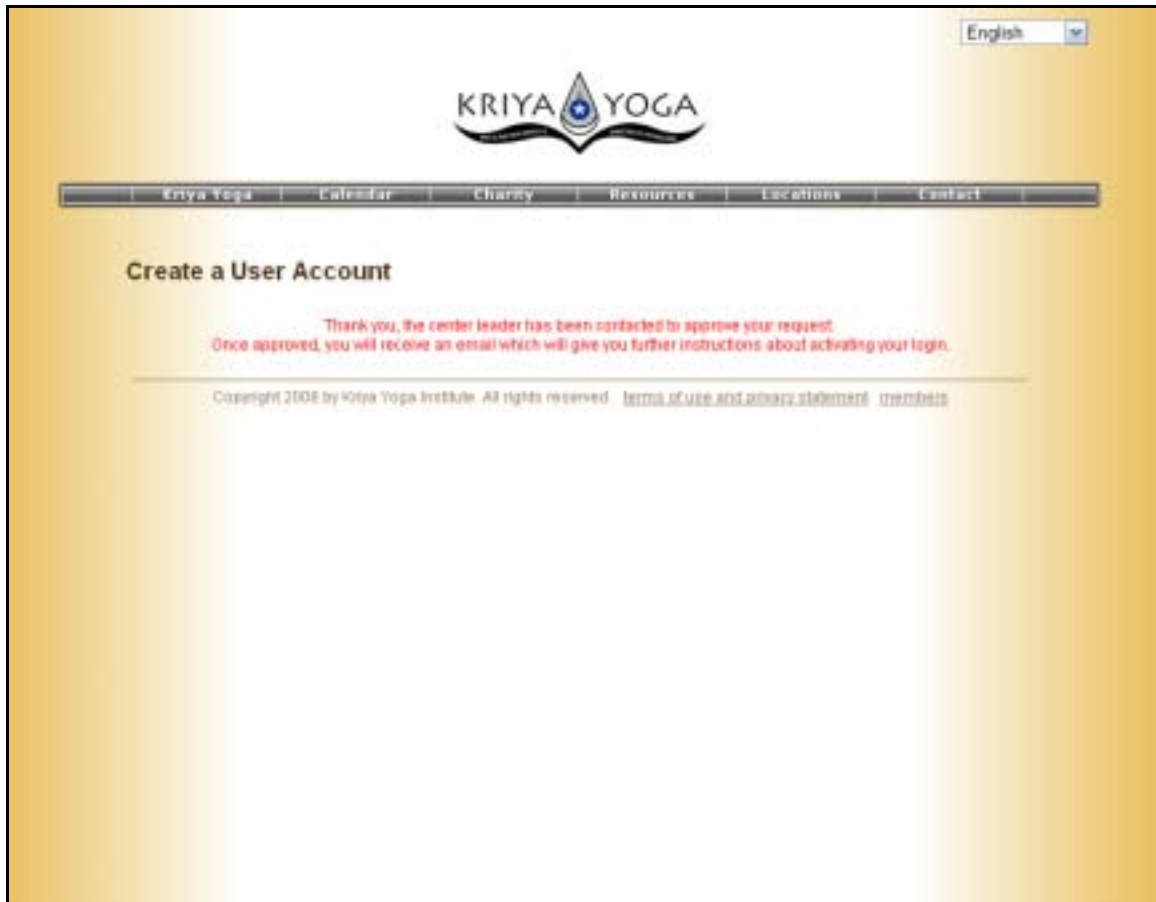 English
KRIYA YOGA
Kriya Yoga Calendar Charity Resources Locations Contact
Create a User Account
Thank you, the center leader has been contacted to approve your request.
Once approved, you will receive an email which will give you further instructions about activating your login.
Copyright 2008 by Kriya Yoga Institute. All rights reserved. terms of use and privacy statement members